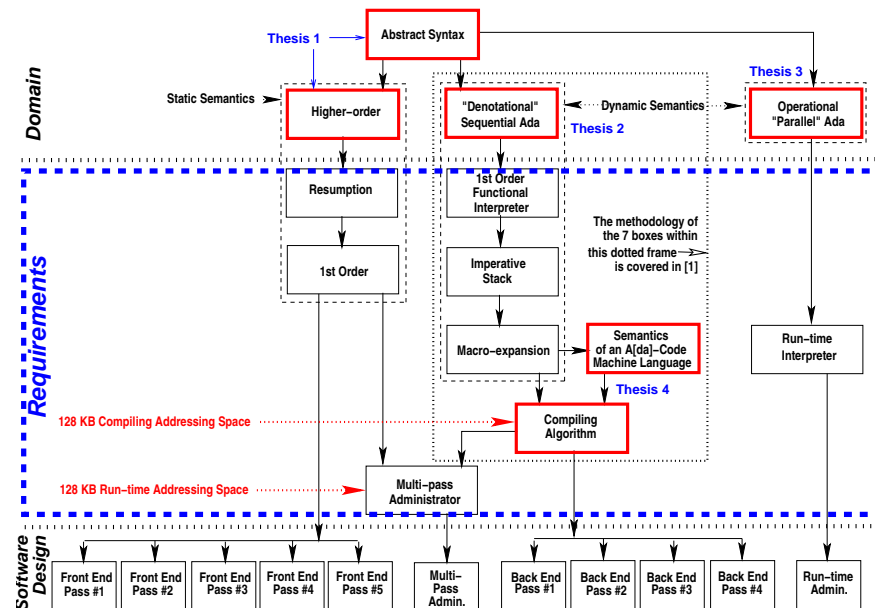 Thesis 1
Abstract Syntax
Thesis 3
Domain
Static Semantics
Higher−order
"Denotational"
Sequential Ada
Dynamic Semantics
Thesis 2
Operational
"Parallel" Ada
Requirements
Resumption
1st Order
Functional
Interpreter
The methodology of
the 7 boxes within
this dotted frame
is covered in [1]
1st Order
Imperative
Stack
Macro−expansion
Semantics
of an A[da]−Code
Machine Language
Run−time
Interpreter
Thesis 4
128 KB Compiling Addressing Space
Compiling
Algorithm
128 KB Run−time Addressing Space
Multi−pass
Administrator
Software
Design
Front End
Pass #1
Front End
Pass #2
Front End
Pass #3
Front End
Pass #4
Front End
Pass #5
Multi−
Pass
Admin.
Back End
Pass #1
Back End
Pass #2
Back End
Pass #3
Back End
Pass #4
Run−time
Admin.